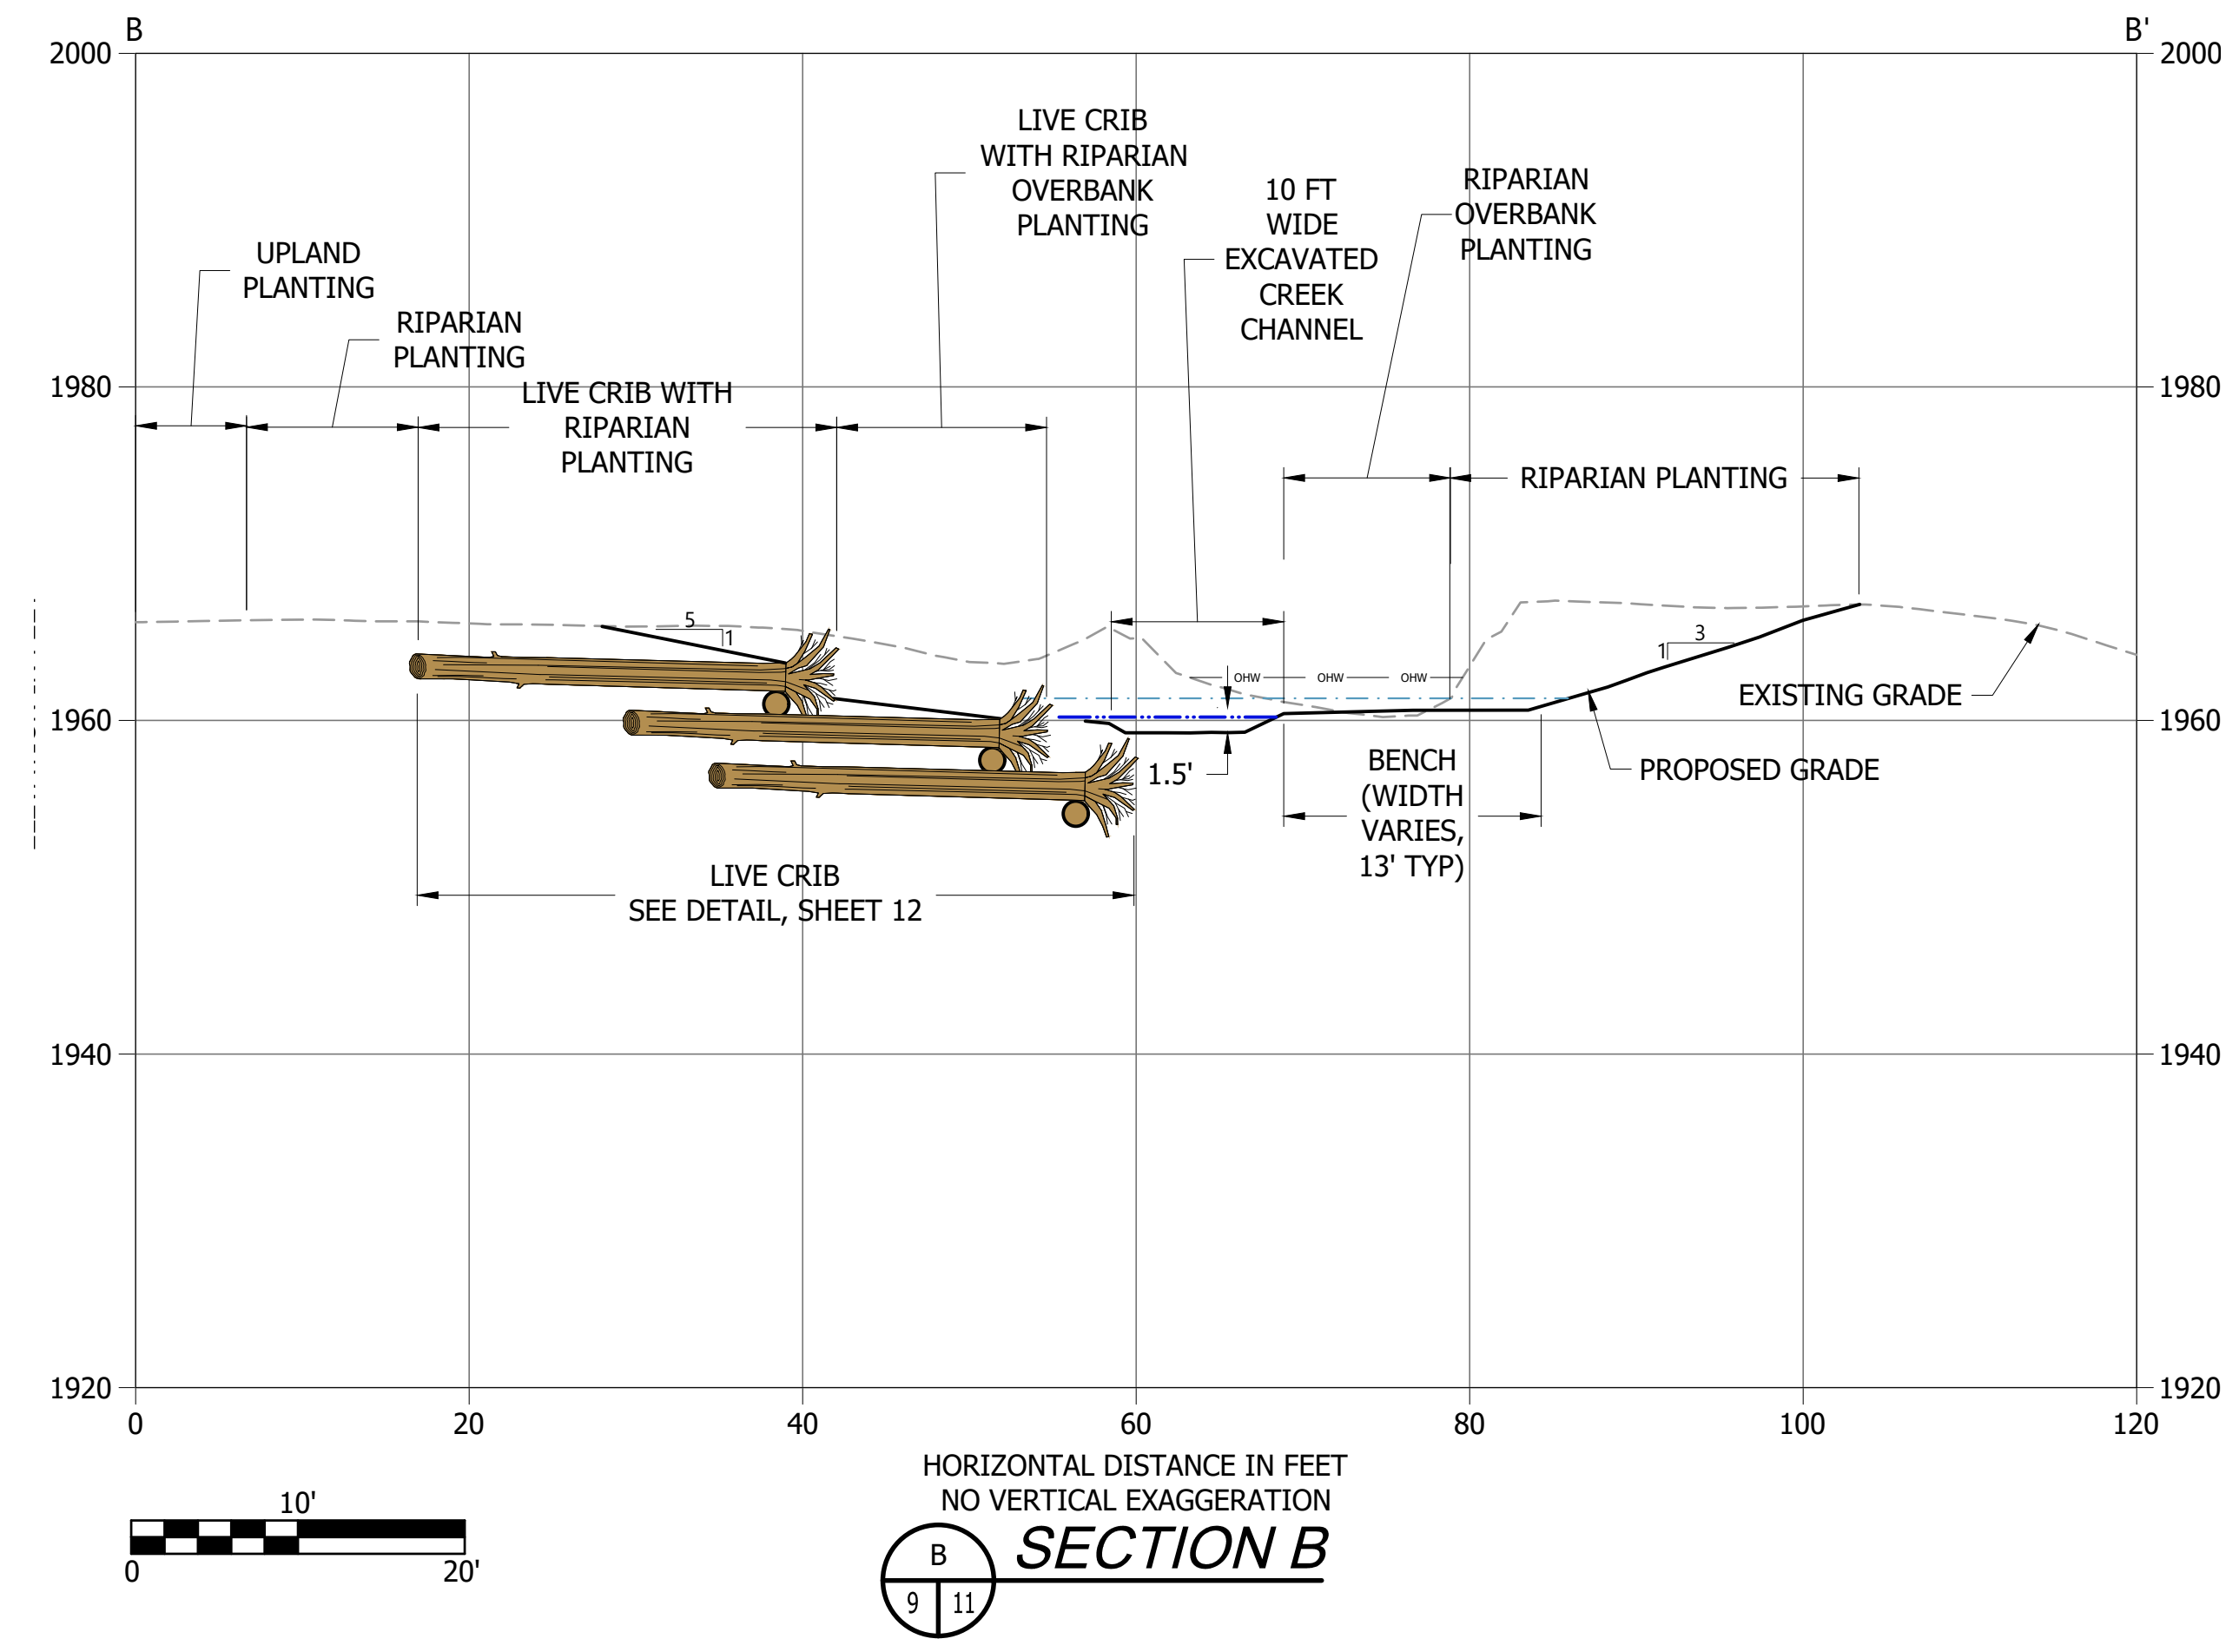 B
B'
2000
2000
LIVE CRIB
WITH RIPARIAN
OVERBANK
PLANTING
10 FT
WIDE
EXCAVATED
CREEK
CHANNEL
RIPARIAN
OVERBANK
PLANTING
UPLAND
PLANTING
RIPARIAN
PLANTING
1980
1980
LIVE CRIB WITH
RIPARIAN
PLANTING
RIPARIAN PLANTING
5
1
3
1
OHW
OHW
OHW
EXISTING GRADE
1960
1960
1.5'
BENCH
(WIDTH
VARIES,
13' TYP)
PROPOSED GRADE
LIVE CRIB
SEE DETAIL, SHEET 12
1940
1940
1920
1920
0
20
40
60
80
100
120
HORIZONTAL DISTANCE IN FEET
NO VERTICAL EXAGGERATION
10'
0
20'
B
9
11
SECTION B